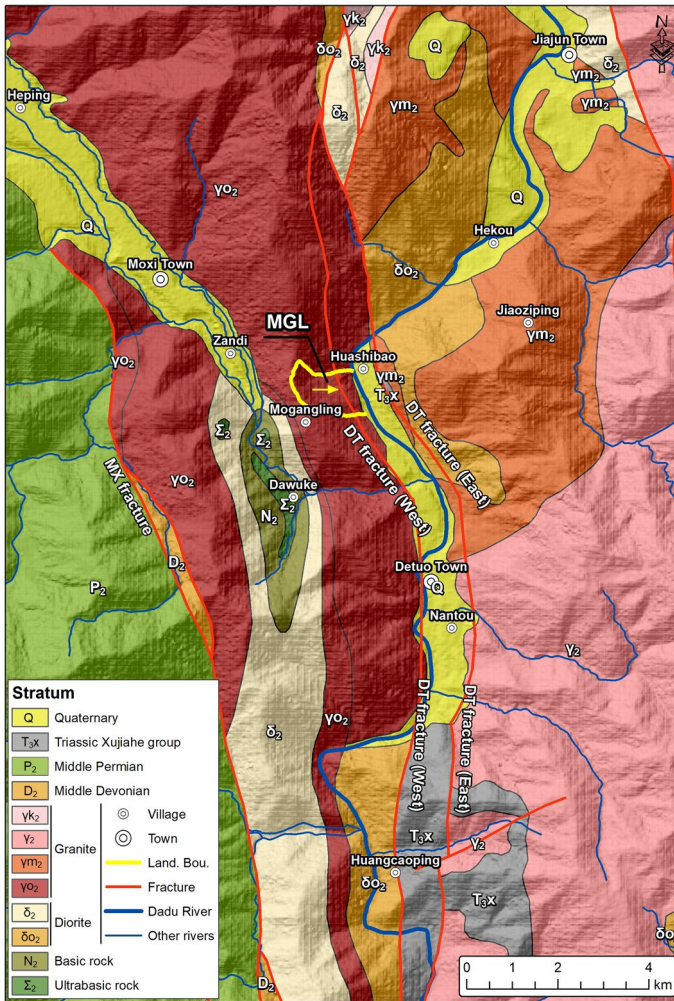 γk₂
N
Jiajun Town
δo₂
γk₂
Q
δ₂
δ₂
γm₂
Heping
δ₂
γm₂
γm₂
γo₂
Q
Q
Hekou
Moxi Town
δo₂
MGL
Jiaoziping
γm₂
Zandi
γo₂
Huashibao
γm₂
T₃x
Mogangling
Σ₂
Σ₂
DT fracture (West)
DT fracture (East)
MX fracture
γo₂
Dawuke
Σ₂
N₂
D₂
P₂
Detuo Town
Q
Nantou
γ₂
Stratum
Q Quaternary
T₃x Triassic Xujiahe group
P₂ Middle Permian
D₂ Middle Devonian
γk₂
γ₂
γm₂
γo₂
Granite
δ₂
δo₂
Diorite
N₂ Basic rock
Σ₂ Ultrabasic rock
Village
Town
Land. Bou.
Fracture
Dadu River
Other rivers
δ₂
γo₂
DT fracture (West)
DT fracture (East)
T₃x
γ₂
Huangcaoping
δo₂
T₃x
δo
D₂
0 1 2 4
km